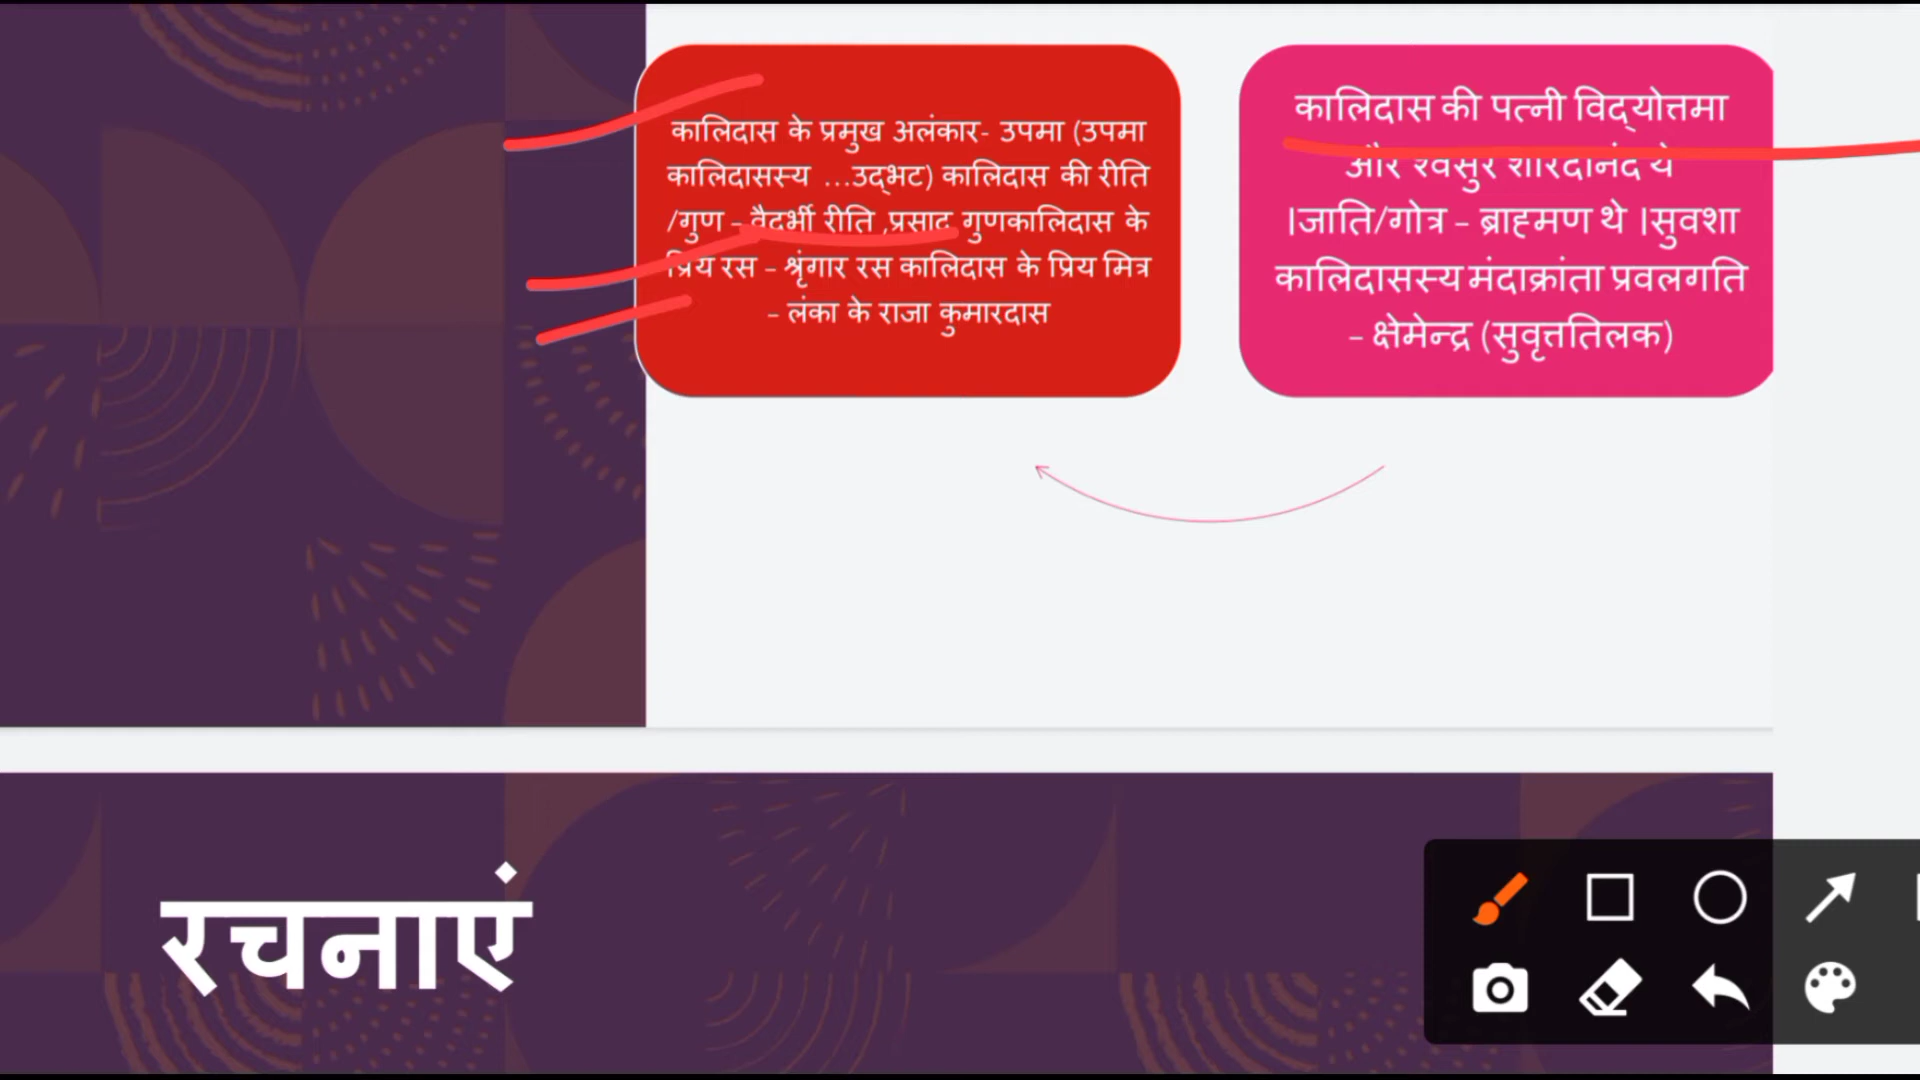 कालिदास के प्रमुख अलंकार- उपमा (उपमा
कालिदासस्य ...उद्भट) कालिदास की रीति
/गुण – वैदर्भी रीति ,प्रसाद गुणकालिदास के
प्रिय रस – श्रृंगार रस कालिदास के प्रिय मित्र
– लंका के राजा कुमारदास
कालिदास की पत्नी विद्योत्तमा
और श्वसुर शारदानंद थे
|जाति/गोत्र – ब्राह्मण थे |सुवशा
कालिदासस्य मंदाक्रांता प्रवलगति
– क्षेमेन्द्र (सुवृत्ततिलक)
रचनाएं